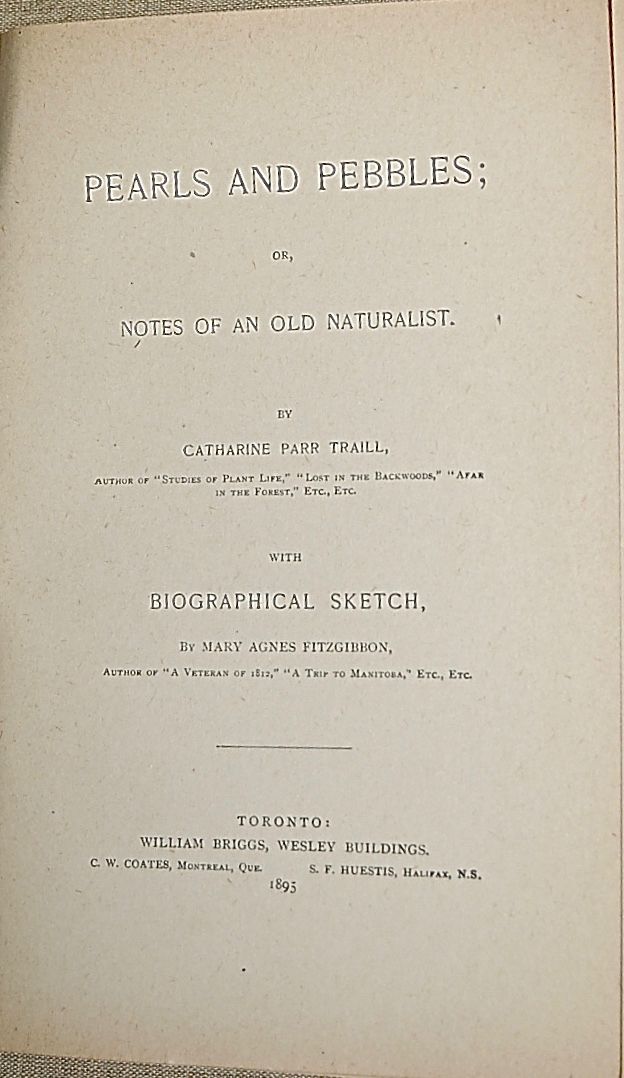 PEARLS AND PEBBLES;
OR,
NOTES OF AN OLD NATURALIST.
BY
CATHARINE PARR TRAILL,
AUTHOR OF "STUDIES OF PLANT LIFE," "LOST IN THE BACKWOODS," "AFAR
IN THE FOREST," ETC., ETC.
WITH
BIOGRAPHICAL SKETCH,
BY MARY AGNES FITZGIBBON,
AUTHOR OF "A VETERAN OF 1812," "A TRIP TO MANITOBA," ETC., ETC.
TORONTO:
WILLIAM BRIGGS, WESLEY BUILDINGS.
C. W. COATES, MONTREAL, QUE. S. F. HUESTIS, HALIFAX, N.S.
1895